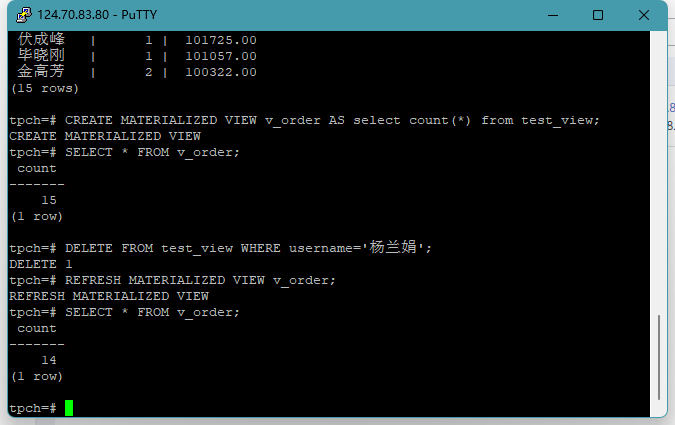 124.70.83.80 - PuTTY
伏成峰 | 1 | 101725.00
毕晓刚 | 1 | 101057.00
金高芳 | 2 | 100322.00
(15 rows)
tpch=# CREATE MATERIALIZED VIEW v_order AS select count(*) from test_view;
CREATE MATERIALIZED VIEW
tpch=# SELECT * FROM v_order;
count
-------
15
(1 row)
tpch=# DELETE FROM test_view WHERE username='杨兰娟';
DELETE 1
tpch=# REFRESH MATERIALIZED VIEW v_order;
REFRESH MATERIALIZED VIEW
tpch=# SELECT * FROM v_order;
count
-------
14
(1 row)
tpch=#